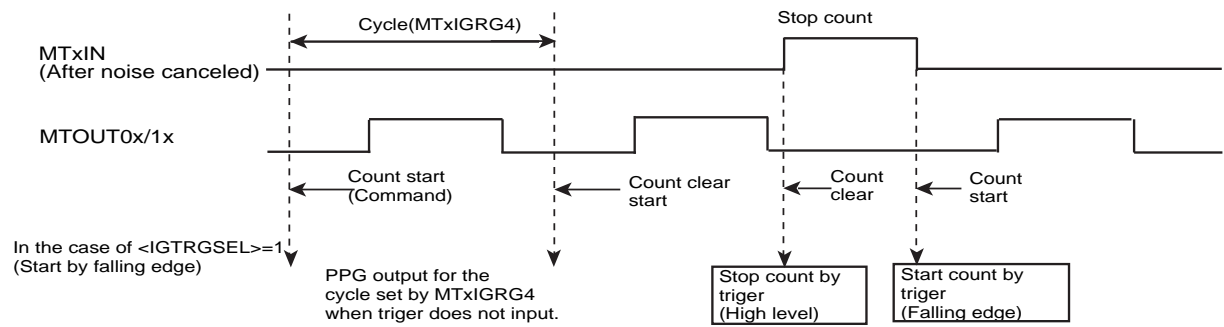 Cycle(MTxIGRG4)
Stop count
MTxIN
(After noise canceled)
MTOUT0x/1x
Count start
(Command)
Count clear
start
Count
clear
Count
start
In the case of <IGTRGSEL>=1
(Start by falling edge)
PPG output for the
cycle set by MTxIGRG4
when triger does not input.
Stop count by
triger
(High level)
Start count by
triger
(Falling edge)